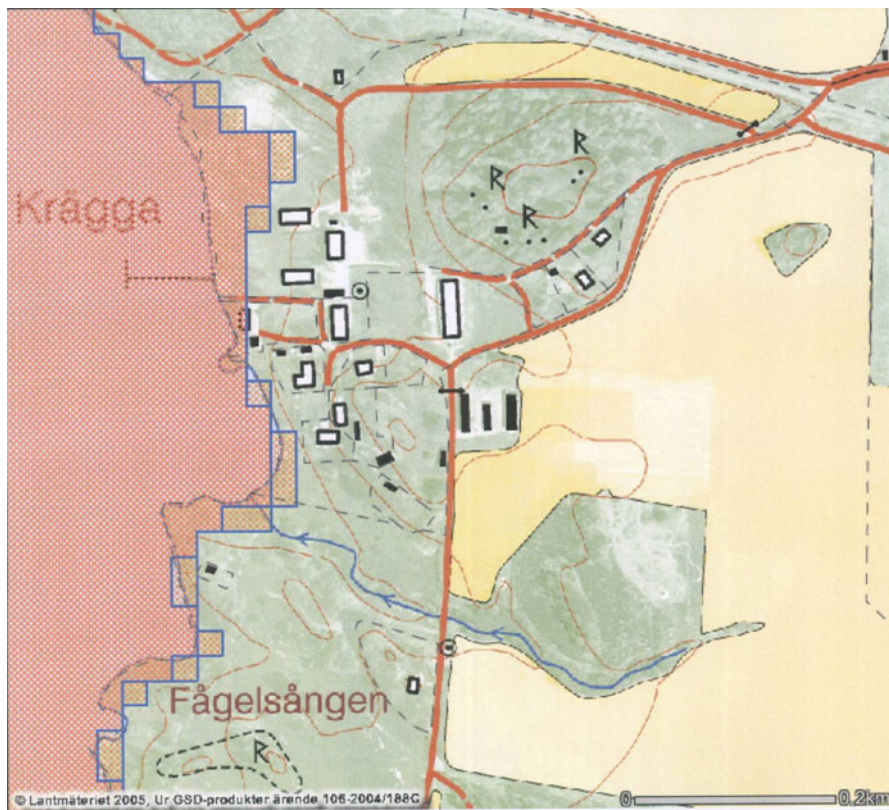 Krägga
R
R
R
Fågelsången
R
© Lantmäteriet 2005, Ur GSD-produkter ärende 106-2004/188C
0 0,2km